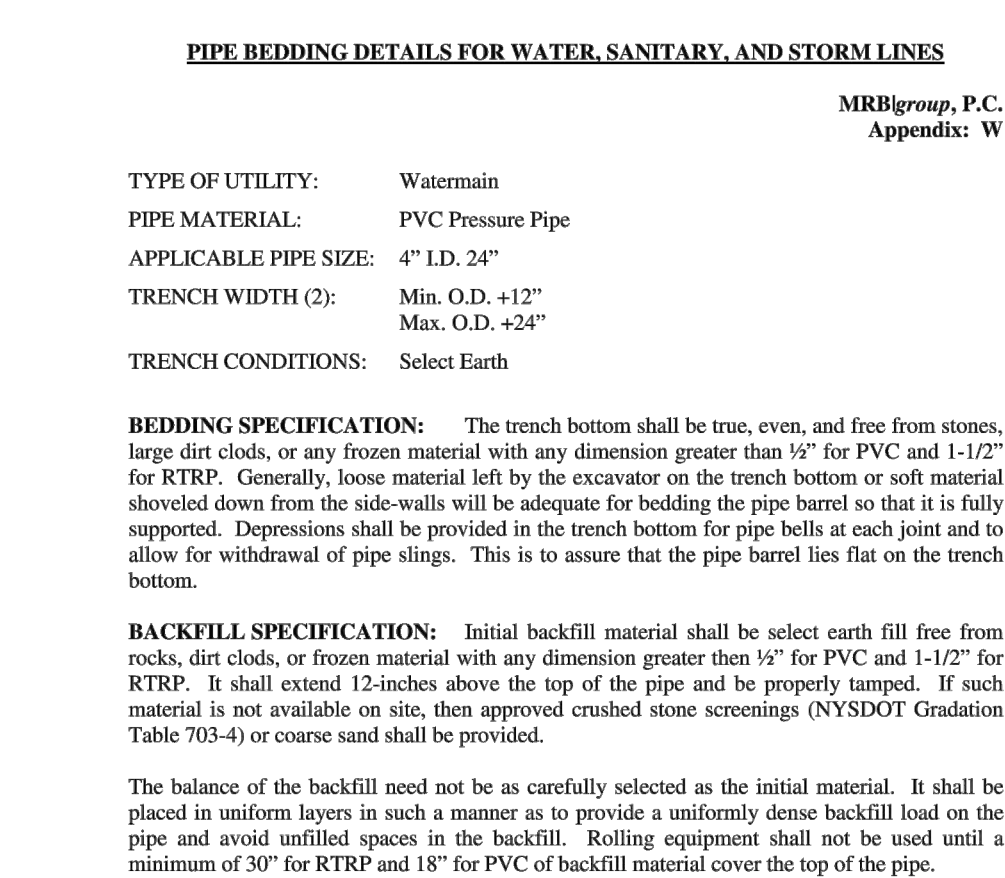 PIPE BEDDING DETAILS FOR WATER, SANITARY, AND STORM LINES
MRB|group, P.C.
Appendix: W
TYPE OF UTILITY: Watermain
PIPE MATERIAL: PVC Pressure Pipe
APPLICABLE PIPE SIZE: 4” I.D. 24”
TRENCH WIDTH (2): Min. O.D. +12”
Max. O.D. +24”
TRENCH CONDITIONS: Select Earth
BEDDING SPECIFICATION: The trench bottom shall be true, even, and free from stones,
large dirt clods, or any frozen material with any dimension greater than ½” for PVC and 1-1/2”
for RTRP. Generally, loose material left by the excavator on the trench bottom or soft material
shoveled down from the side-walls will be adequate for bedding the pipe barrel so that it is fully
supported. Depressions shall be provided in the trench bottom for pipe bells at each joint and to
allow for withdrawal of pipe slings. This is to assure that the pipe barrel lies flat on the trench
bottom.
BACKFILL SPECIFICATION: Initial backfill material shall be select earth fill free from
rocks, dirt clods, or frozen material with any dimension greater then ½” for PVC and 1-1/2” for
RTRP. It shall extend 12-inches above the top of the pipe and be properly tamped. If such
material is not available on site, then approved crushed stone screenings (NYSDOT Gradation
Table 703-4) or coarse sand shall be provided.
The balance of the backfill need not be as carefully selected as the initial material. It shall be
placed in uniform layers in such a manner as to provide a uniformly dense backfill load on the
pipe and avoid unfilled spaces in the backfill. Rolling equipment shall not be used until a
minimum of 30” for RTRP and 18” for PVC of backfill material cover the top of the pipe.